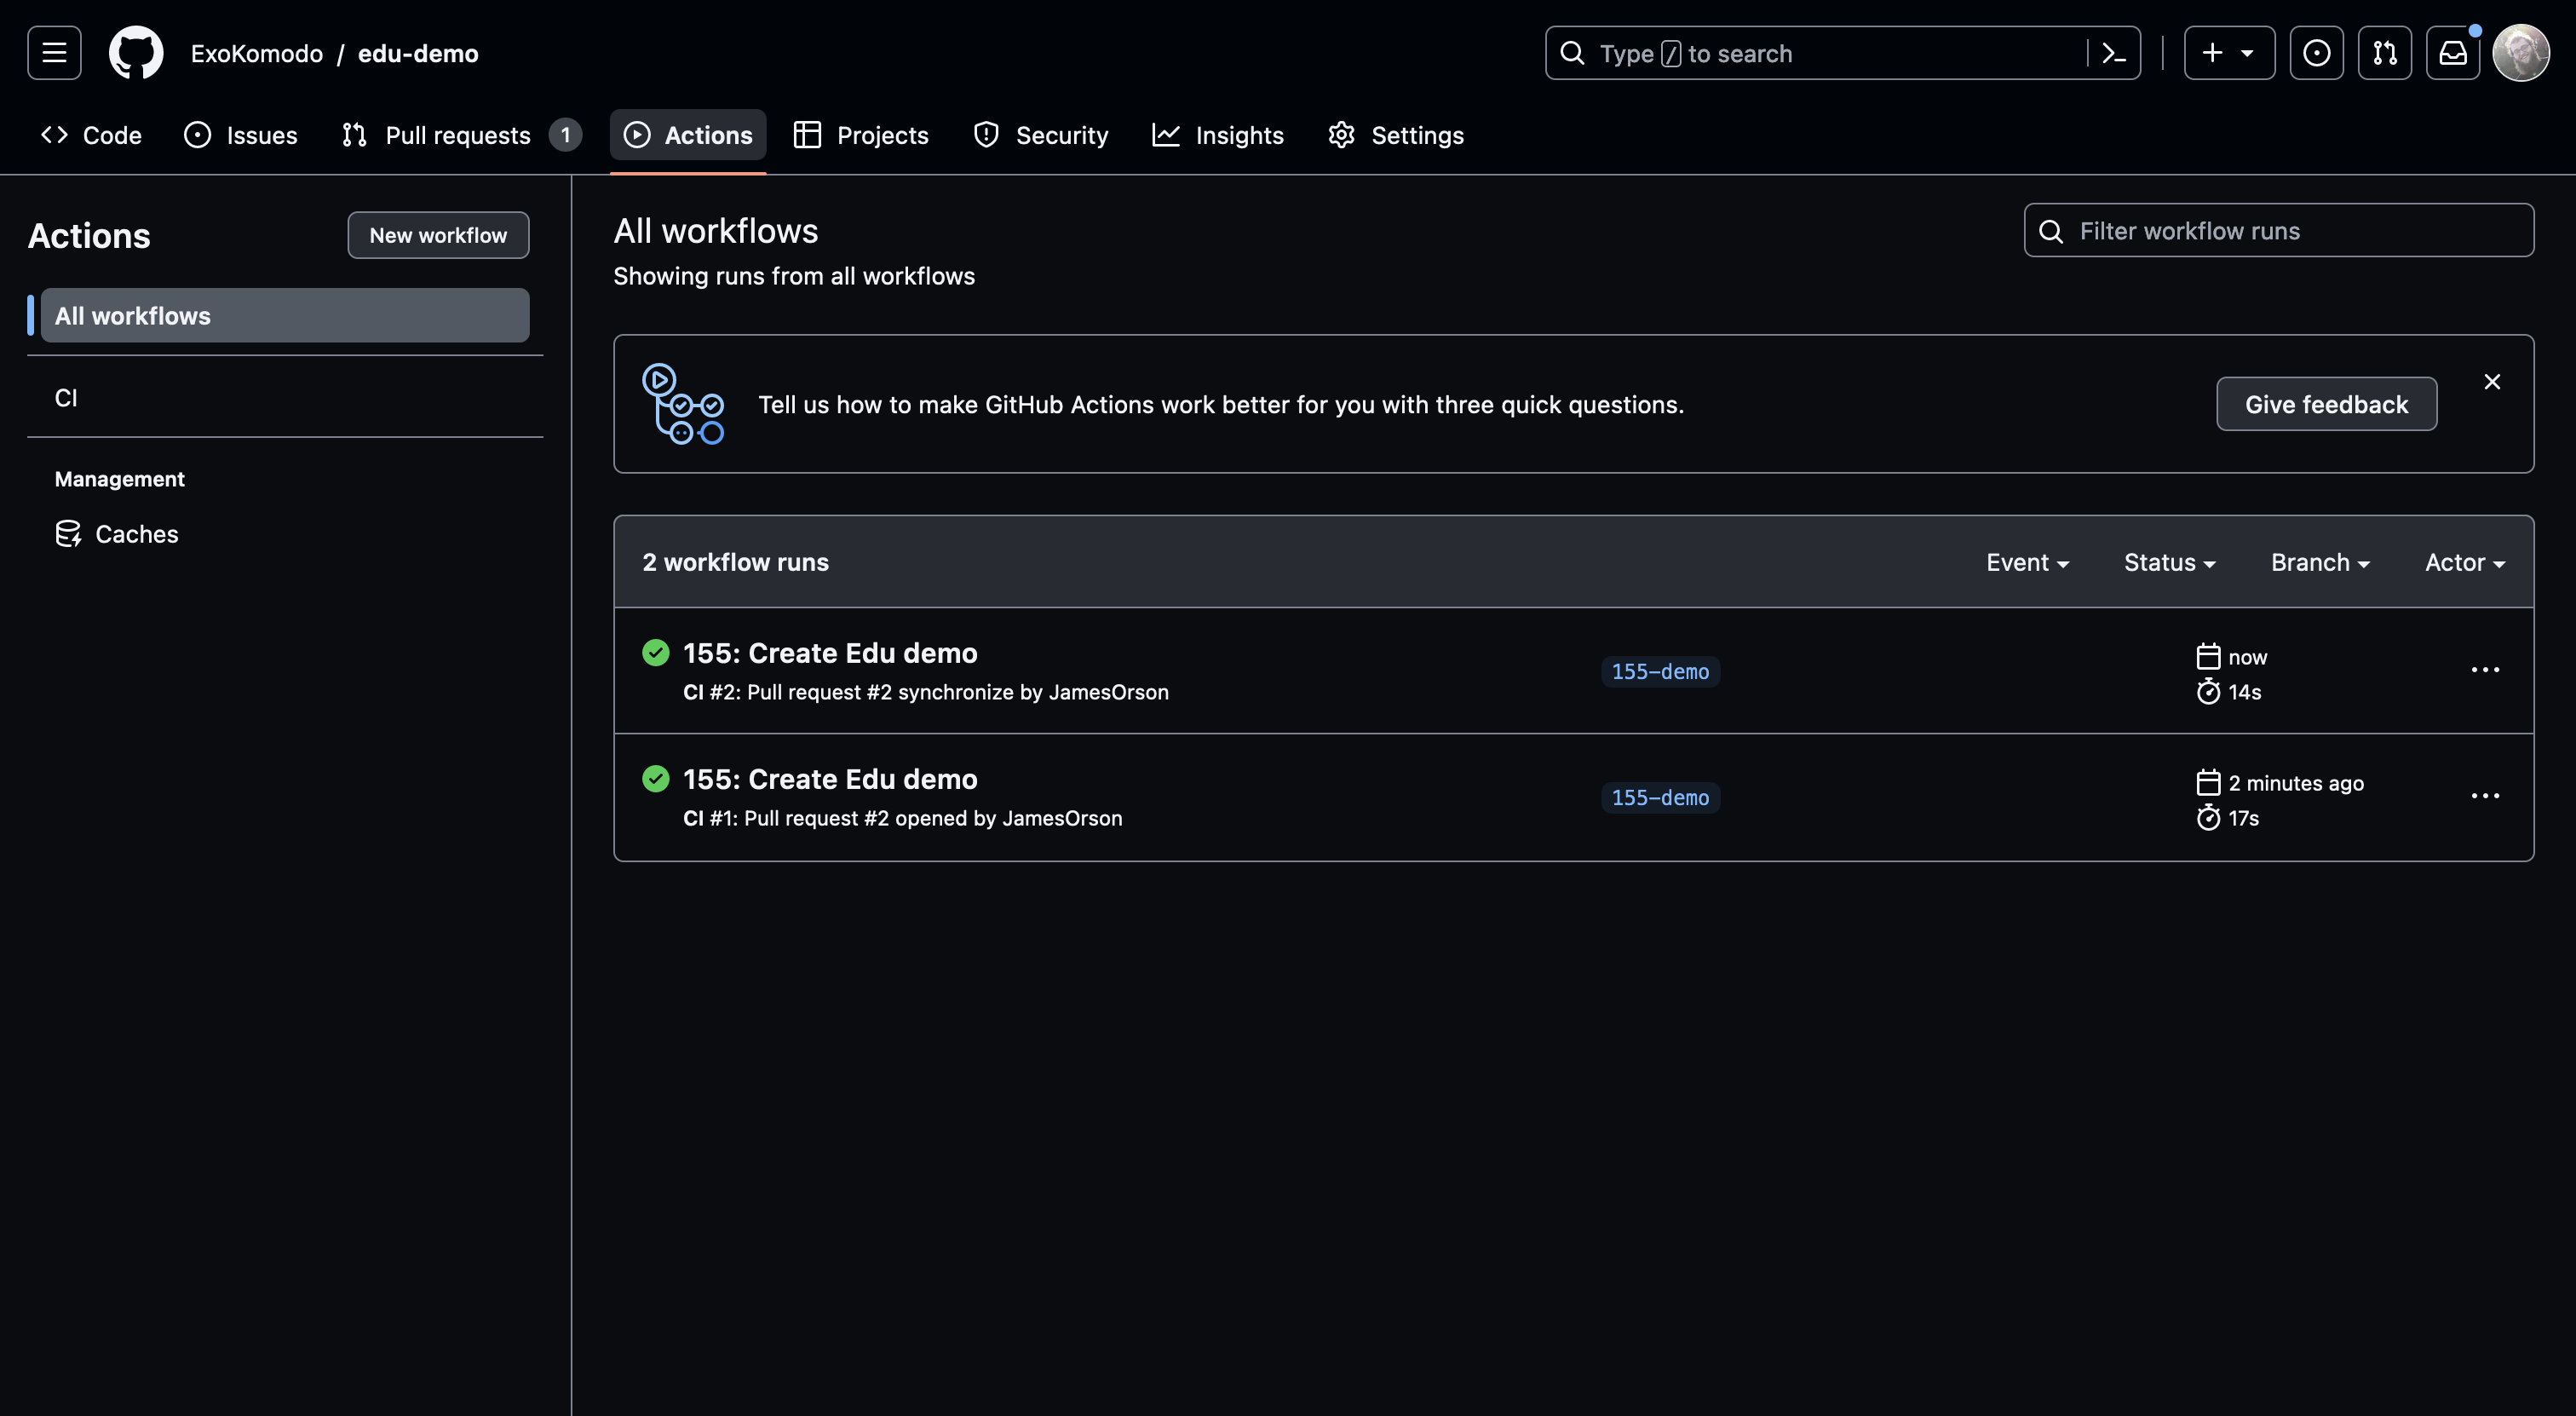 ExoKomodo / edu-demo
Type / to search
Code Issues Pull requests 1 Actions Projects Security Insights Settings
Actions
New workflow
All workflows
CI
Management
Caches
All workflows
Showing runs from all workflows
Filter workflow runs
Tell us how to make GitHub Actions work better for you with three quick questions.
Give feedback
2 workflow runs
Event Status Branch Actor
155: Create Edu demo
CI #2: Pull request #2 synchronize by JamesOrson
155-demo
now
14s
155: Create Edu demo
CI #1: Pull request #2 opened by JamesOrson
155-demo
2 minutes ago
17s